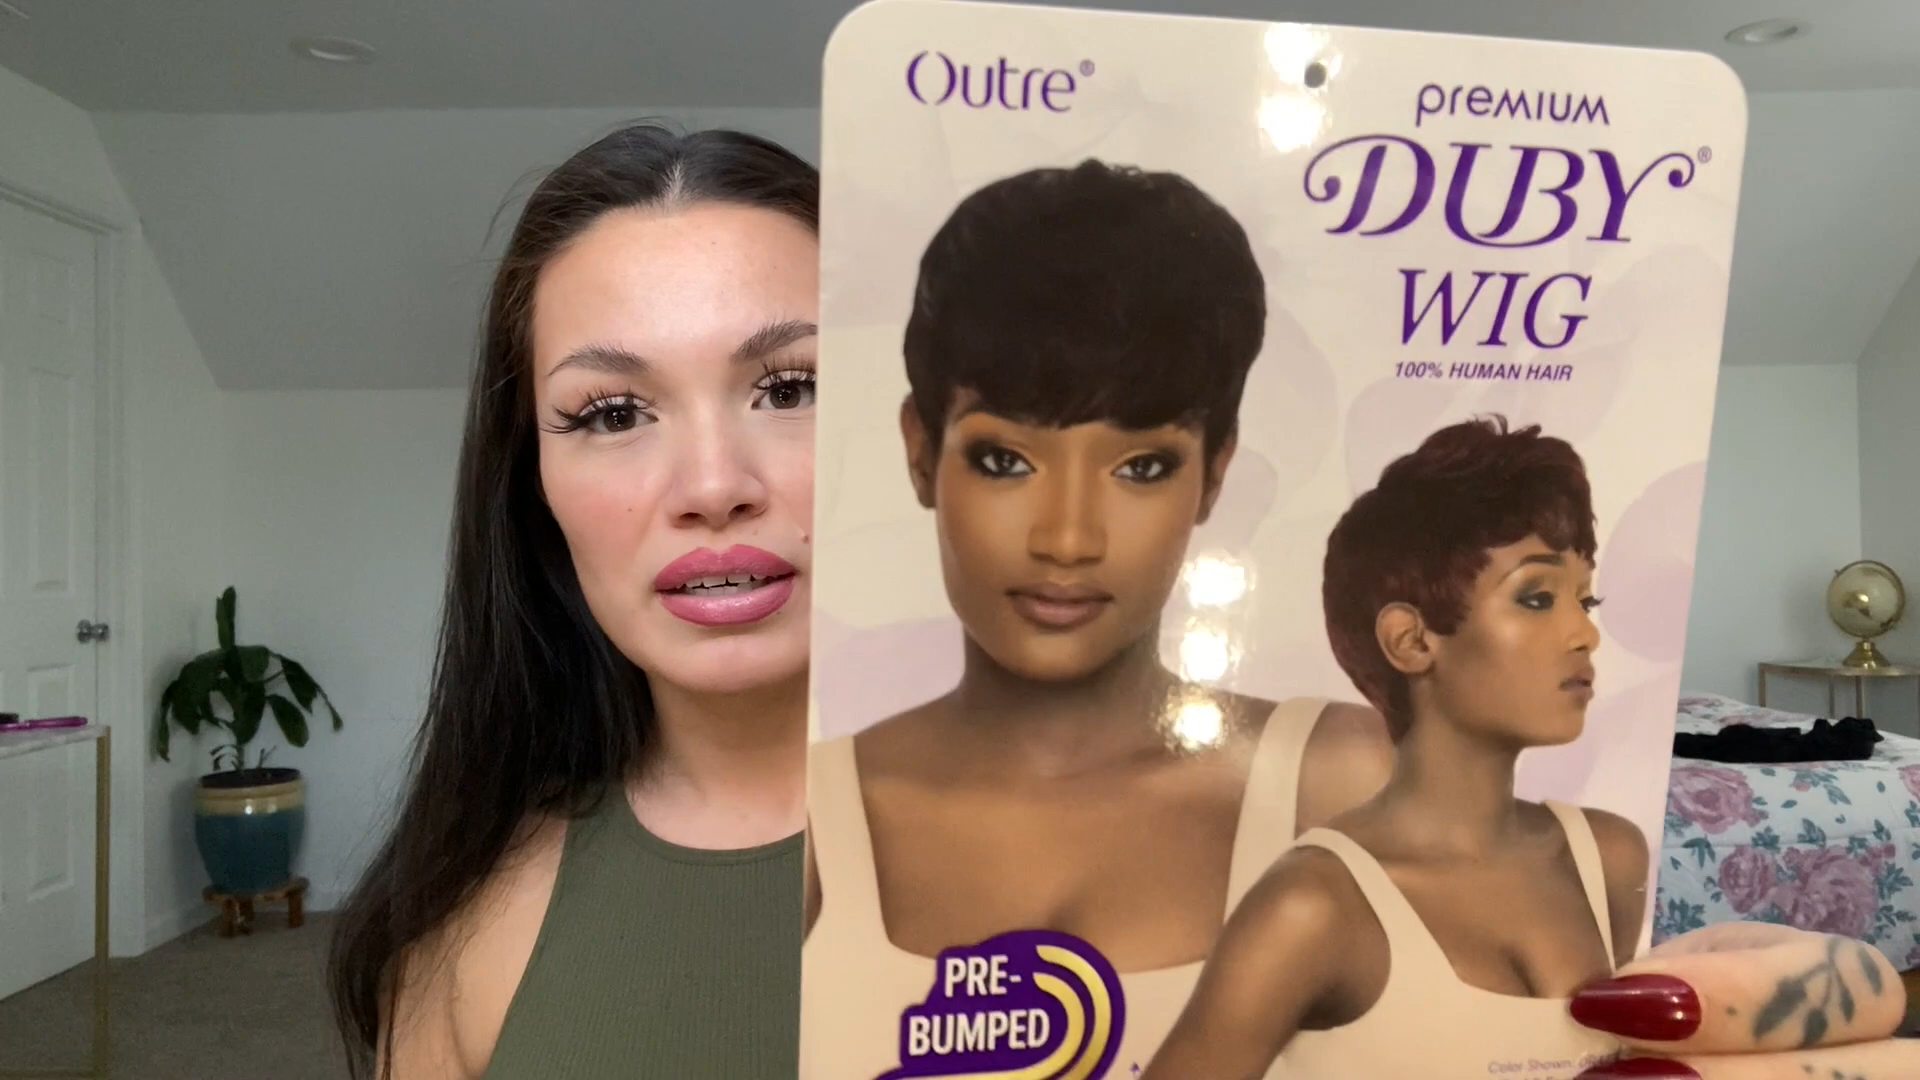 Outre®
premium
DUBY®
WIG
100% HUMAN HAIR
PRE-
BUMPED
Color Shown: